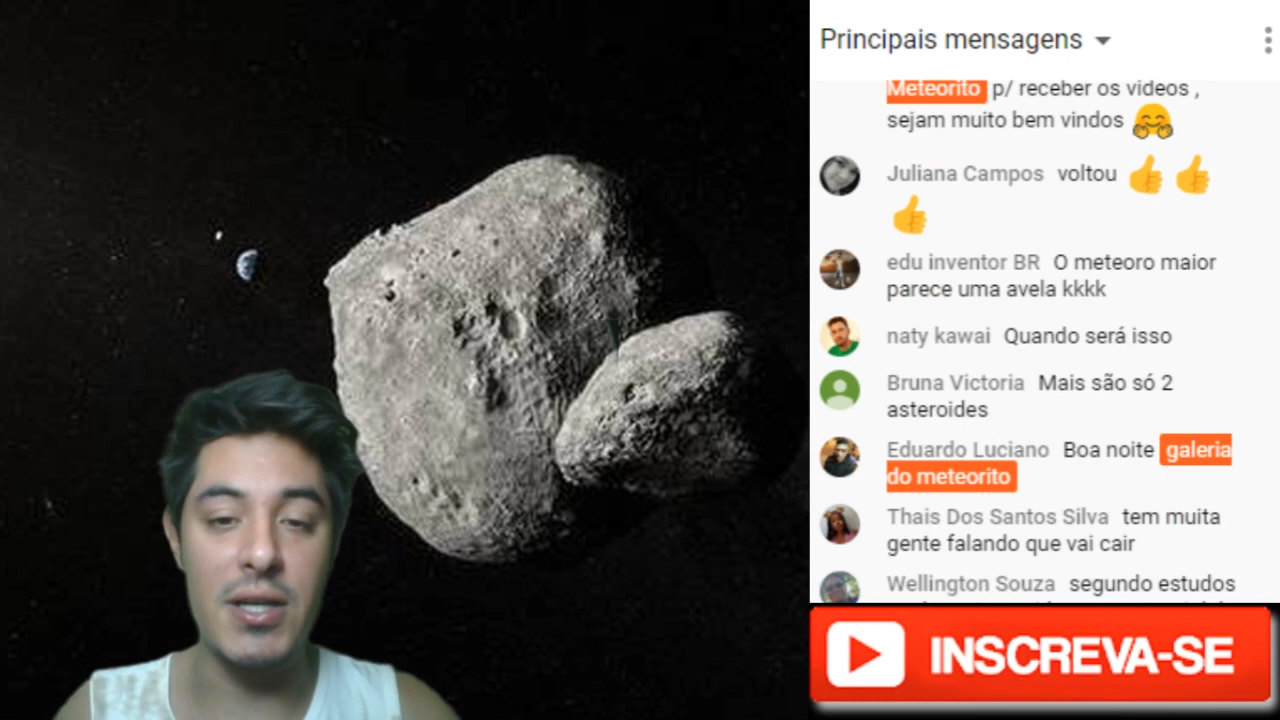 Principais mensagens
Meteorito p/ receber os videos ,
sejam muito bem vindos
Juliana Campos voltou
edu inventor BR O meteoro maior
parece uma avela kkkk
naty kawai Quando será isso
Bruna Victoria Mais são só 2
asteroides
Eduardo Luciano Boa noite galeria
do meteorito
Thais Dos Santos Silva tem muita
gente falando que vai cair
Wellington Souza segundo estudos
INSCREVA-SE